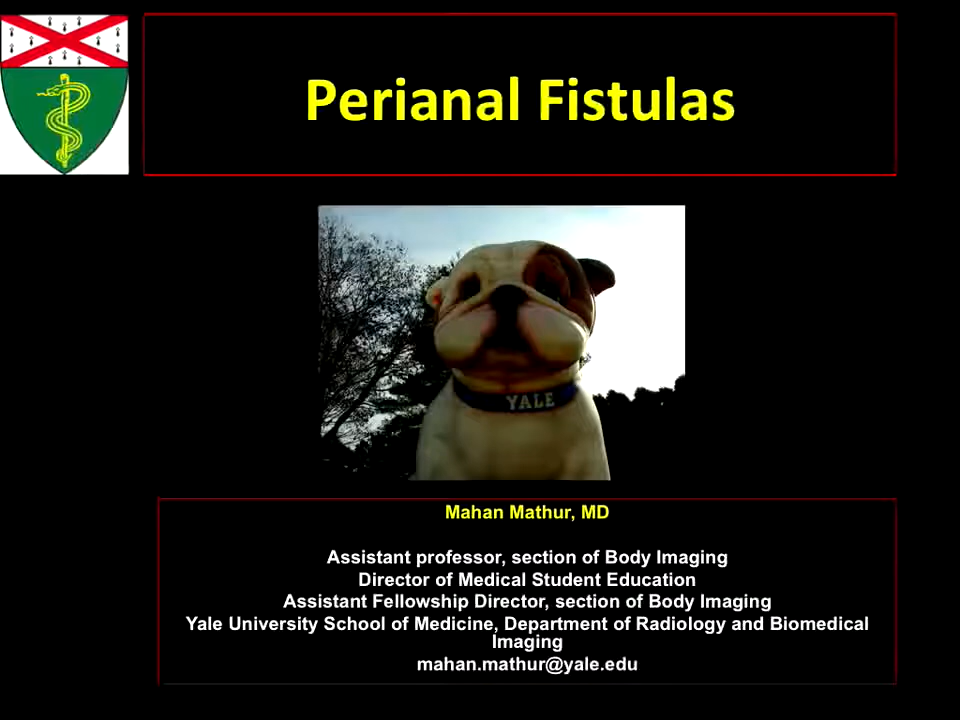 Perianal Fistulas
YALE
Mahan Mathur, MD
Assistant professor, section of Body Imaging
Director of Medical Student Education
Assistant Fellowship Director, section of Body Imaging
Yale University School of Medicine, Department of Radiology and Biomedical
Imaging
mahan.mathur@yale.edu